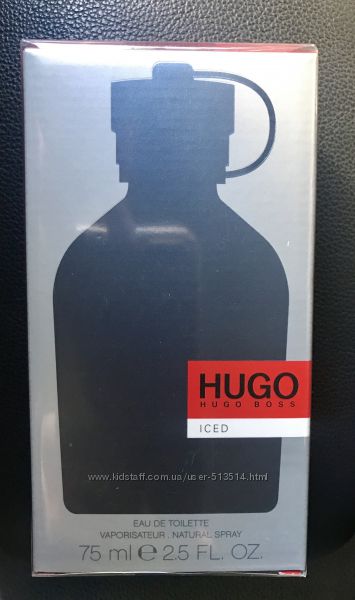 HUGO
HUGO BOSS
ICED
www.kidstaff.com.ua/user-513514.html
EAU DE TOILETTE
VAPORISATEUR . NATURAL SPRAY
75 ml e 2.5 FL. OZ.